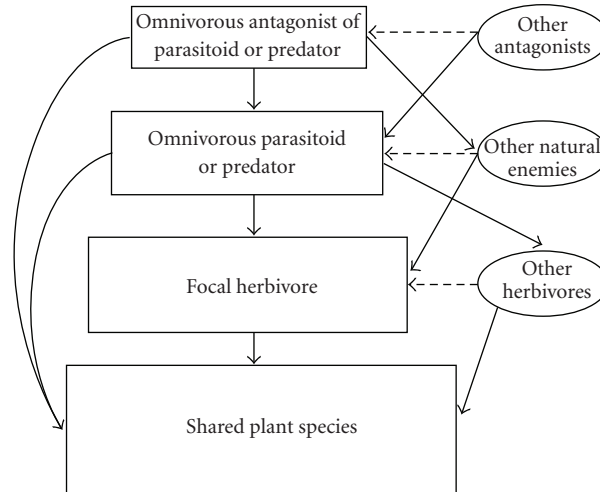 Omnivorous antagonist of
parasitoid or predator
Other
antagonists
Omnivorous parasitoid
or predator
Other natural
enemies
Focal herbivore
Other
herbivores
Shared plant species